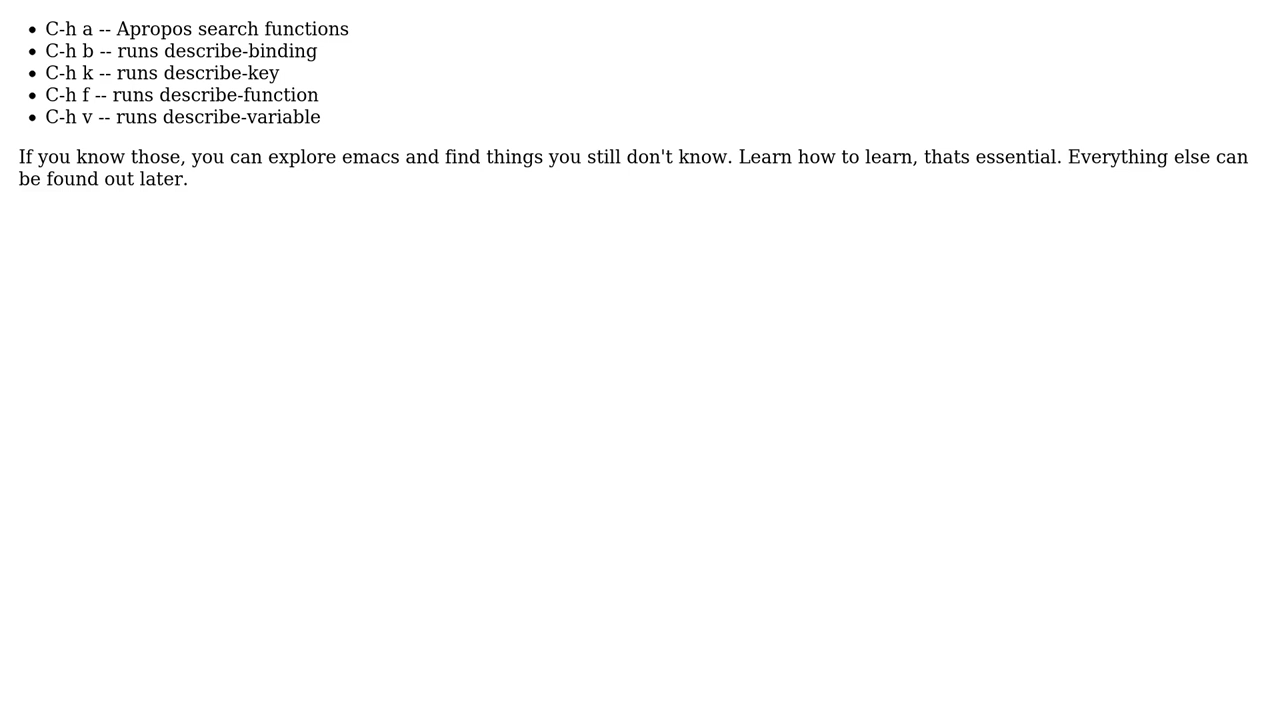 C-h a -- Apropos search functions
C-h b -- runs describe-binding
C-h k -- runs describe-key
C-h f -- runs describe-function
C-h v -- runs describe-variable
If you know those, you can explore emacs and find things you still don't know. Learn how to learn, thats essential. Everything else can
be found out later.